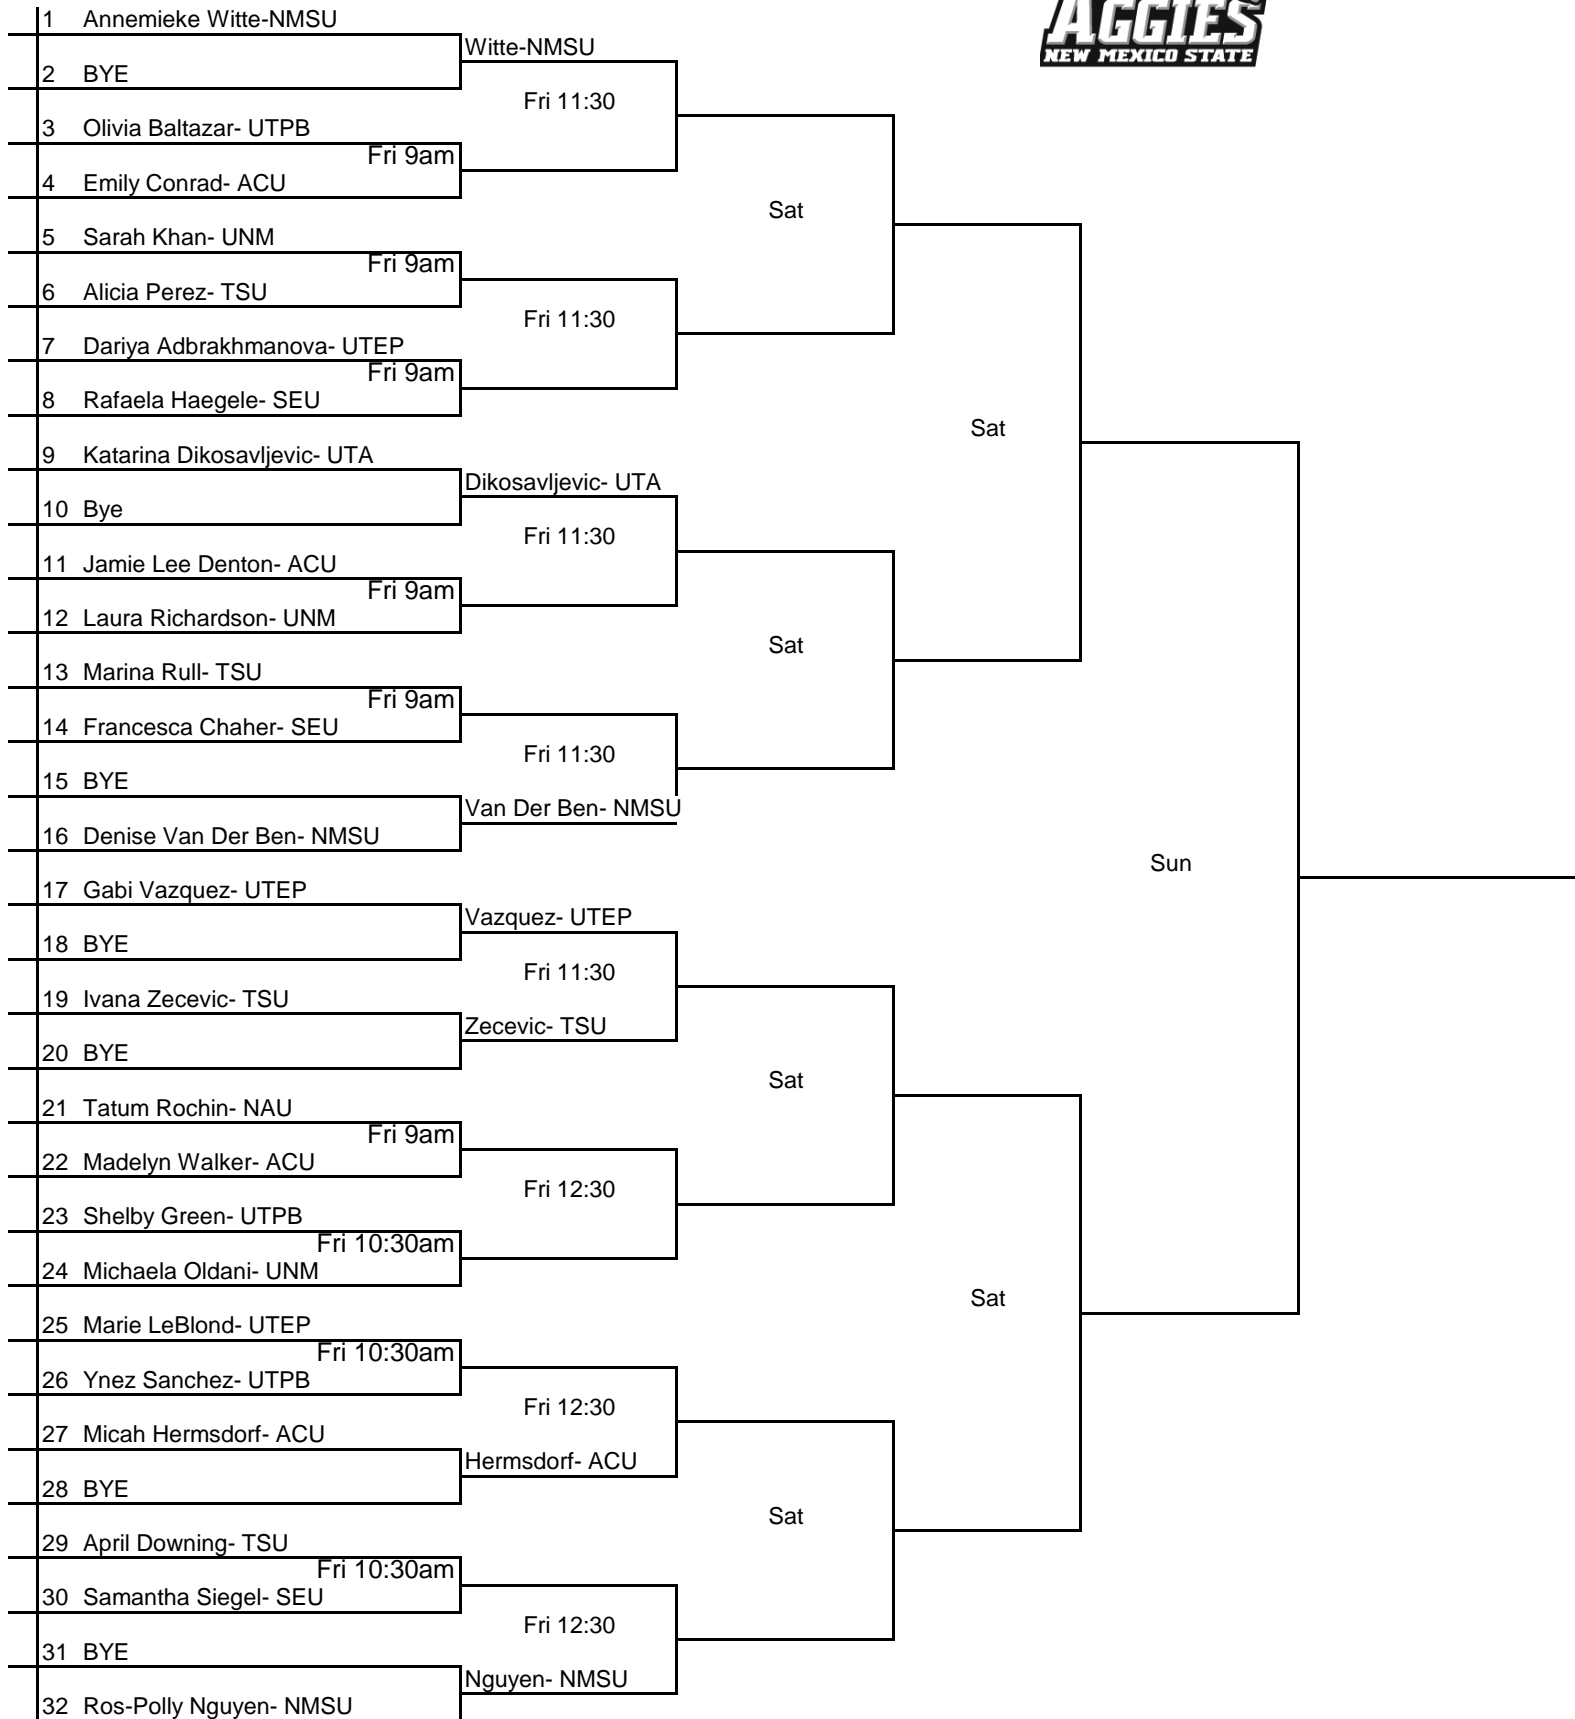 AGGIES
NEW MEXICO STATE
1 Annemieke Witte-NMSU
Witte-NMSU
2 BYE
Fri 11:30
3 Olivia Baltazar- UTPB
Fri 9am
4 Emily Conrad- ACU
Sat
5 Sarah Khan- UNM
Fri 9am
6 Alicia Perez- TSU
Fri 11:30
7 Dariya Adbrakhmanova- UTEP
Fri 9am
8 Rafaela Haegele- SEU
Sat
9 Katarina Dikosavljevic- UTA
Dikosavljevic- UTA
10 Bye
Fri 11:30
11 Jamie Lee Denton- ACU
Fri 9am
12 Laura Richardson- UNM
Sat
13 Marina Rull- TSU
Fri 9am
14 Francesca Chaher- SEU
Fri 11:30
15 BYE
Van Der Ben- NMSU
16 Denise Van Der Ben- NMSU
Sun
17 Gabi Vazquez- UTEP
Vazquez- UTEP
18 BYE
Fri 11:30
19 Ivana Zecevic- TSU
Zecevic- TSU
20 BYE
Sat
21 Tatum Rochin- NAU
Fri 9am
22 Madelyn Walker- ACU
Fri 12:30
23 Shelby Green- UTPB
Fri 10:30am
24 Michaela Oldani- UNM
Sat
25 Marie LeBlond- UTEP
Fri 10:30am
26 Ynez Sanchez- UTPB
Fri 12:30
27 Micah Hermsdorf- ACU
Hermsdorf- ACU
28 BYE
Sat
29 April Downing- TSU
Fri 10:30am
30 Samantha Siegel- SEU
Fri 12:30
31 BYE
Nguyen- NMSU
32 Ros-Polly Nguyen- NMSU